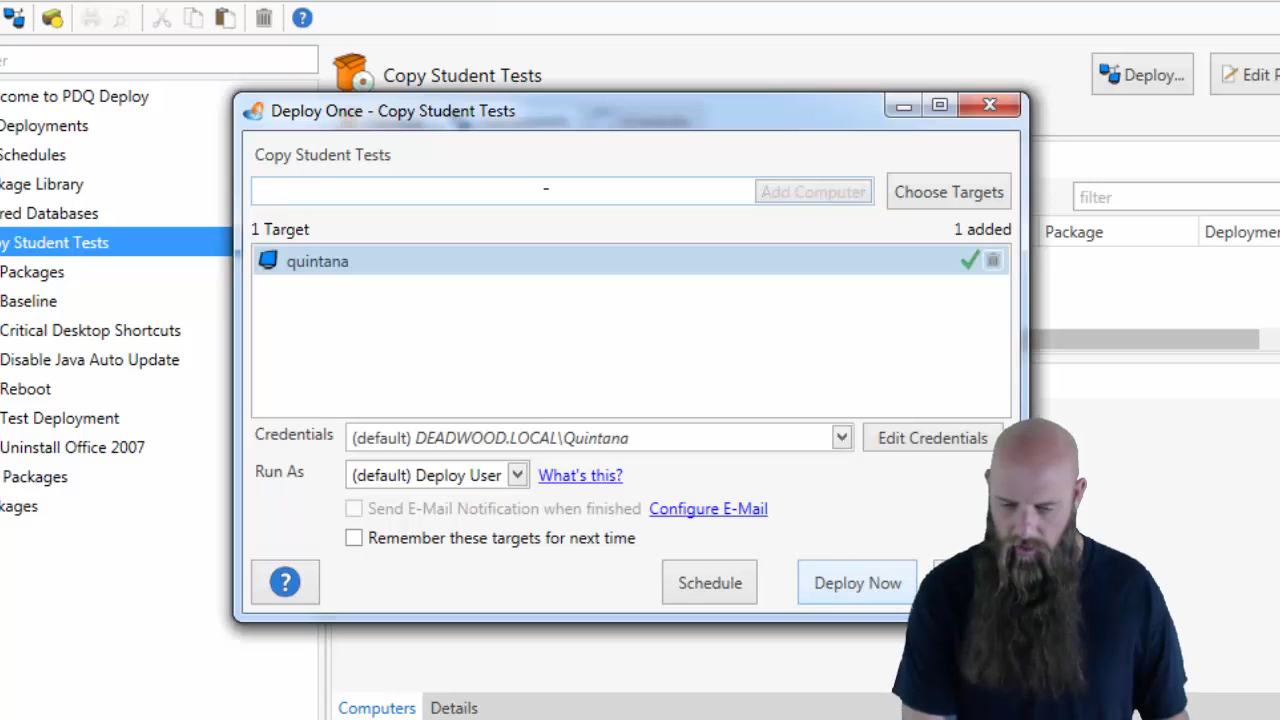 er
Copy Student Tests
Deploy...
Edit P
come to PDQ Deploy
Deployments
Schedules
kage Library
red Databases
py Student Tests
Packages
Baseline
Critical Desktop Shortcuts
Disable Java Auto Update
Reboot
Test Deployment
Uninstall Office 2007
Packages
kages
Deploy Once - Copy Student Tests
Copy Student Tests
Add Computer
Choose Targets
1 Target
1 added
quintana
Credentials
(default) DEADWOOD.LOCAL\Quintana
Edit Credentials
Run As
(default) Deploy User
What's this?
Send E-Mail Notification when finished
Configure E-Mail
Remember these targets for next time
?
Schedule
Deploy Now
filter
Package
Deploymen
Computers
Details